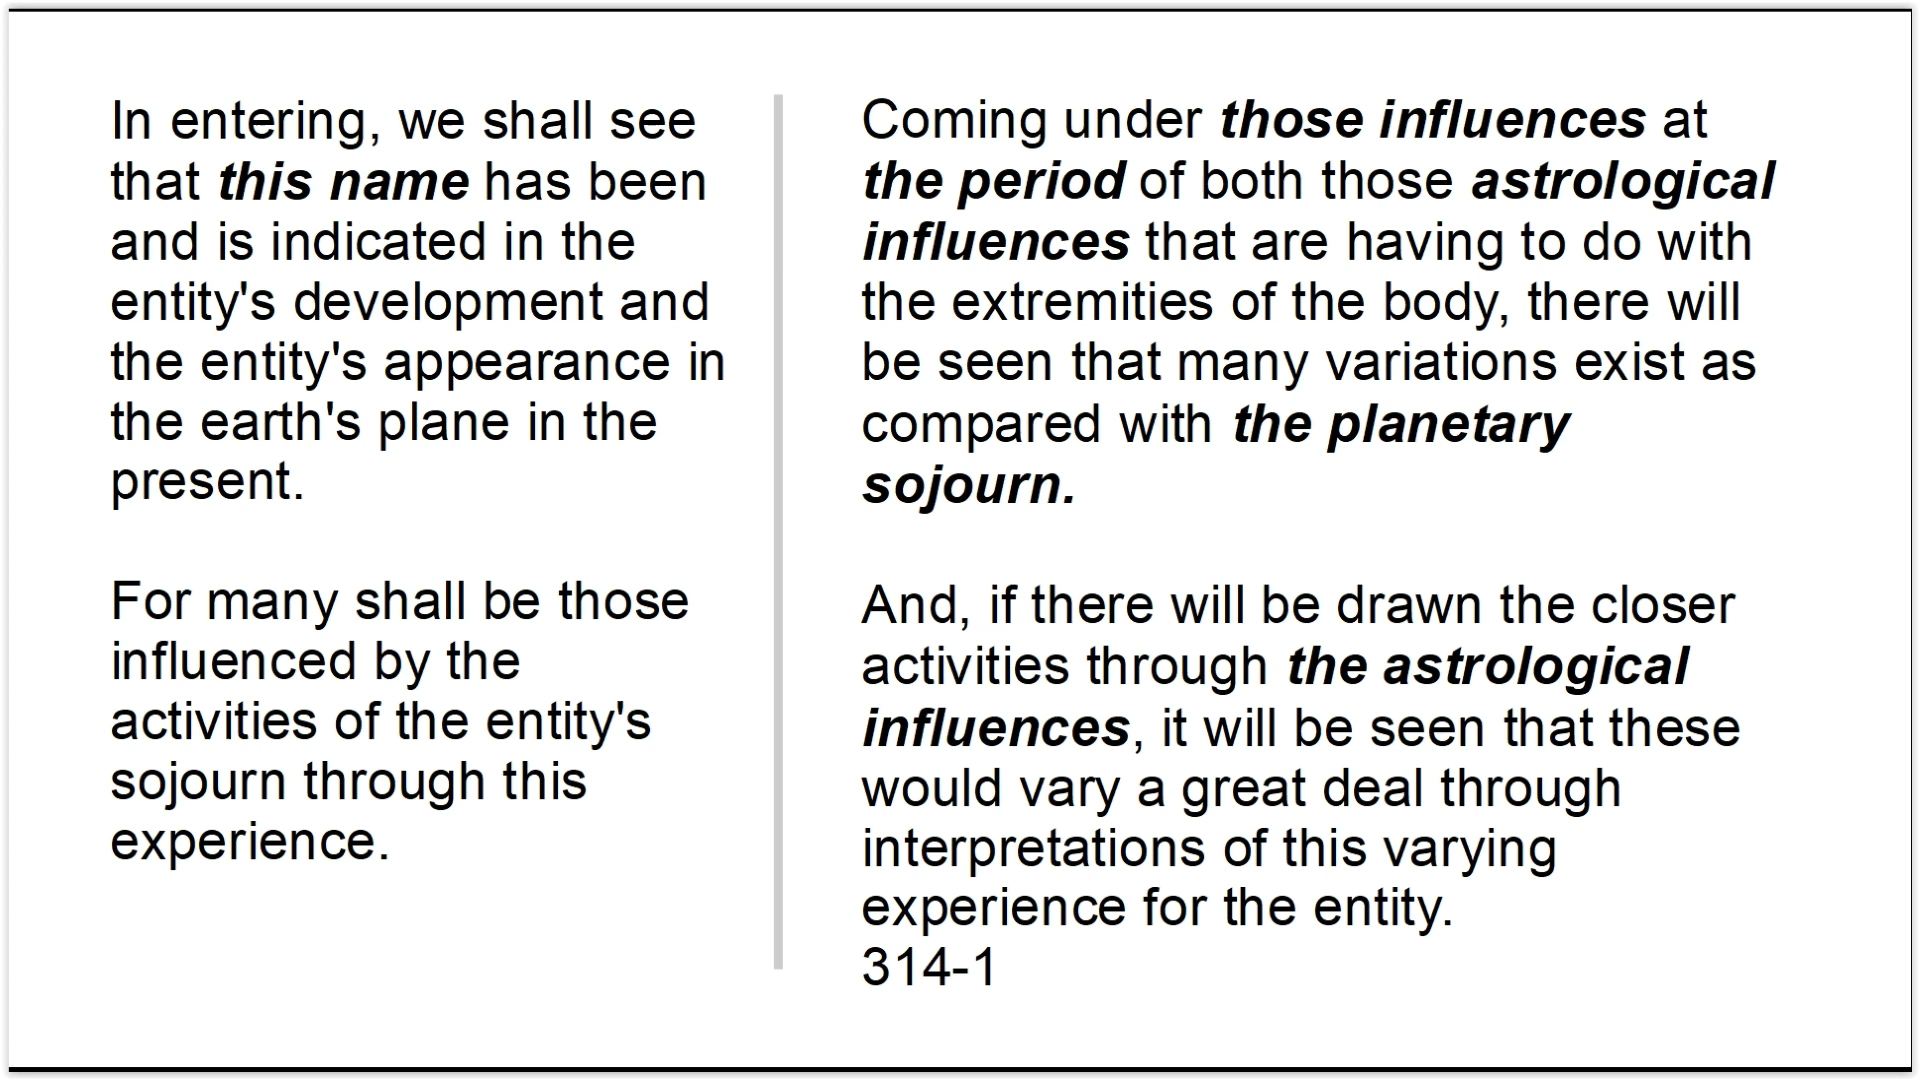 In entering, we shall see
that this name has been
and is indicated in the
entity's development and
the entity's appearance in
the earth's plane in the
present.
For many shall be those
influenced by the
activities of the entity's
sojourn through this
experience.
Coming under those influences at
the period of both those astrological
influences that are having to do with
the extremities of the body, there will
be seen that many variations exist as
compared with the planetary
sojourn.
And, if there will be drawn the closer
activities through the astrological
influences, it will be seen that these
would vary a great deal through
interpretations of this varying
experience for the entity.
314-1